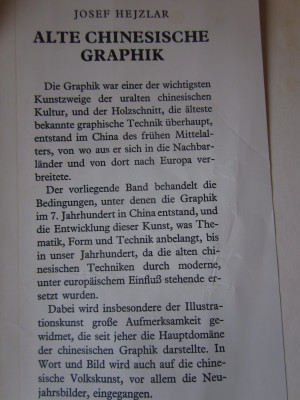 JOSEF HEJZLAR
ALTE CHINESISCHE
GRAPHIK
Die Graphik war einer der wichtigsten
Kunstzweige der uralten chinesischen
Kultur, und der Holzschnitt, die älteste
bekannte graphische Technik überhaupt,
entstand im China des frühen Mittelal-
ters, von wo aus er sich in die Nachbar-
länder und von dort nach Europa ver-
breitete.
Der vorliegende Band behandelt die
Bedingungen, unter denen die Graphik
im 7. Jahrhundert in China entstand, und
die Entwicklung dieser Kunst, was The-
matik, Form und Technik anbelangt, bis
in unser Jahrhundert, da die alten chi-
nesischen Techniken durch moderne,
unter europäischem Einfluß stehende er-
setzt wurden.
Dabei wird insbesondere der Illustra-
tionskunst große Aufmerksamkeit ge-
widmet, die seit jeher die Hauptdomäne
der chinesischen Graphik darstellte. In
Wort und Bild wird auch auf die chine-
sische Volkskunst, vor allem die Neu-
jahrsbilder, eingegangen.